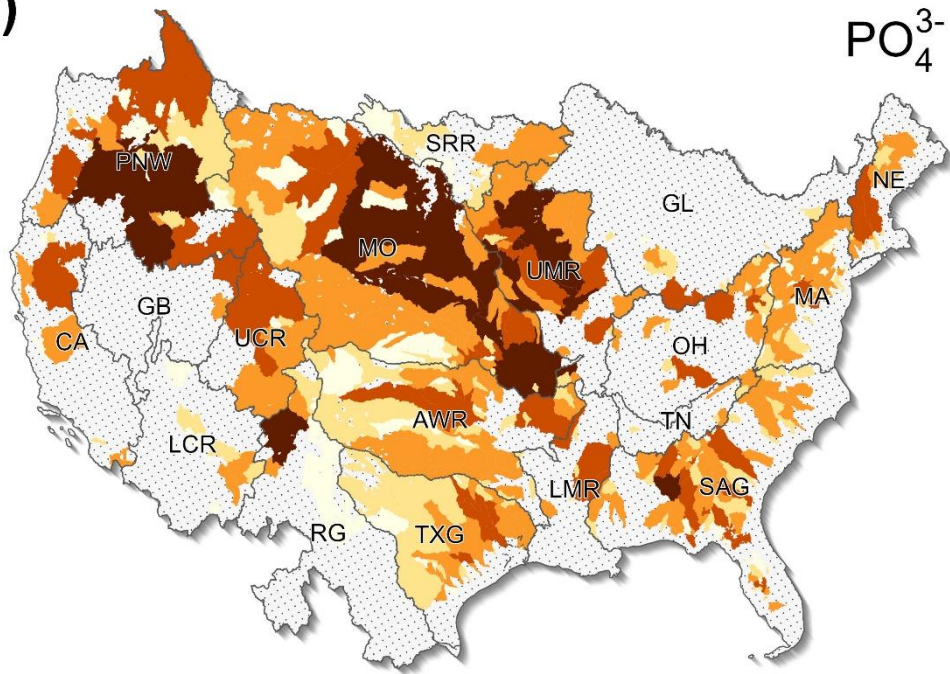 )
PO₄³⁻
SRR
PNW
NE
GL
MO
UMR
MA
GB
UCR
CA
OH
AWR
TN
LCR
LMR
SAG
RG
TXG